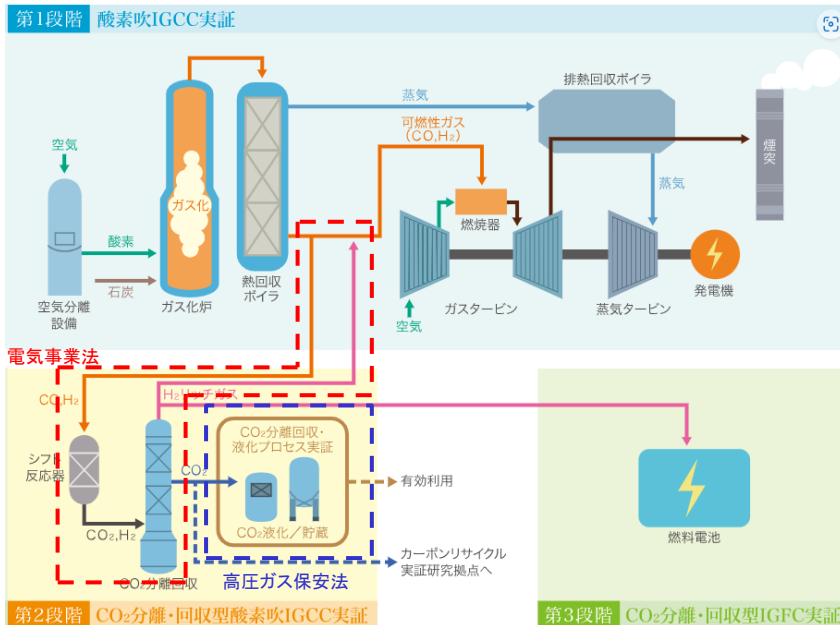 第1段階 酸素吹IGCC実証
排熱回収ボイラ
蒸気
可燃性ガス
(CO,H₂)
煙突
空気
ガス化
燃焼器
蒸気
酸素
石炭
空気分離
設備
ガス化炉
熱回収
ボイラ
空気
ガスタービン
蒸気タービン
発電機
電気事業法
CO,H₂
H₂リッチガス
シフト
反応器
CO₂
CO₂分離回収・
液化プロセス実証
CO₂液化/貯蔵
有効利用
CO₂,H₂
カーボンリサイクル
実証研究拠点へ
燃料電池
CO₂分離回収
高圧ガス保安法
第2段階 CO₂分離・回収型酸素吹IGCC実証
第3段階 CO₂分離・回収型IGFC実証